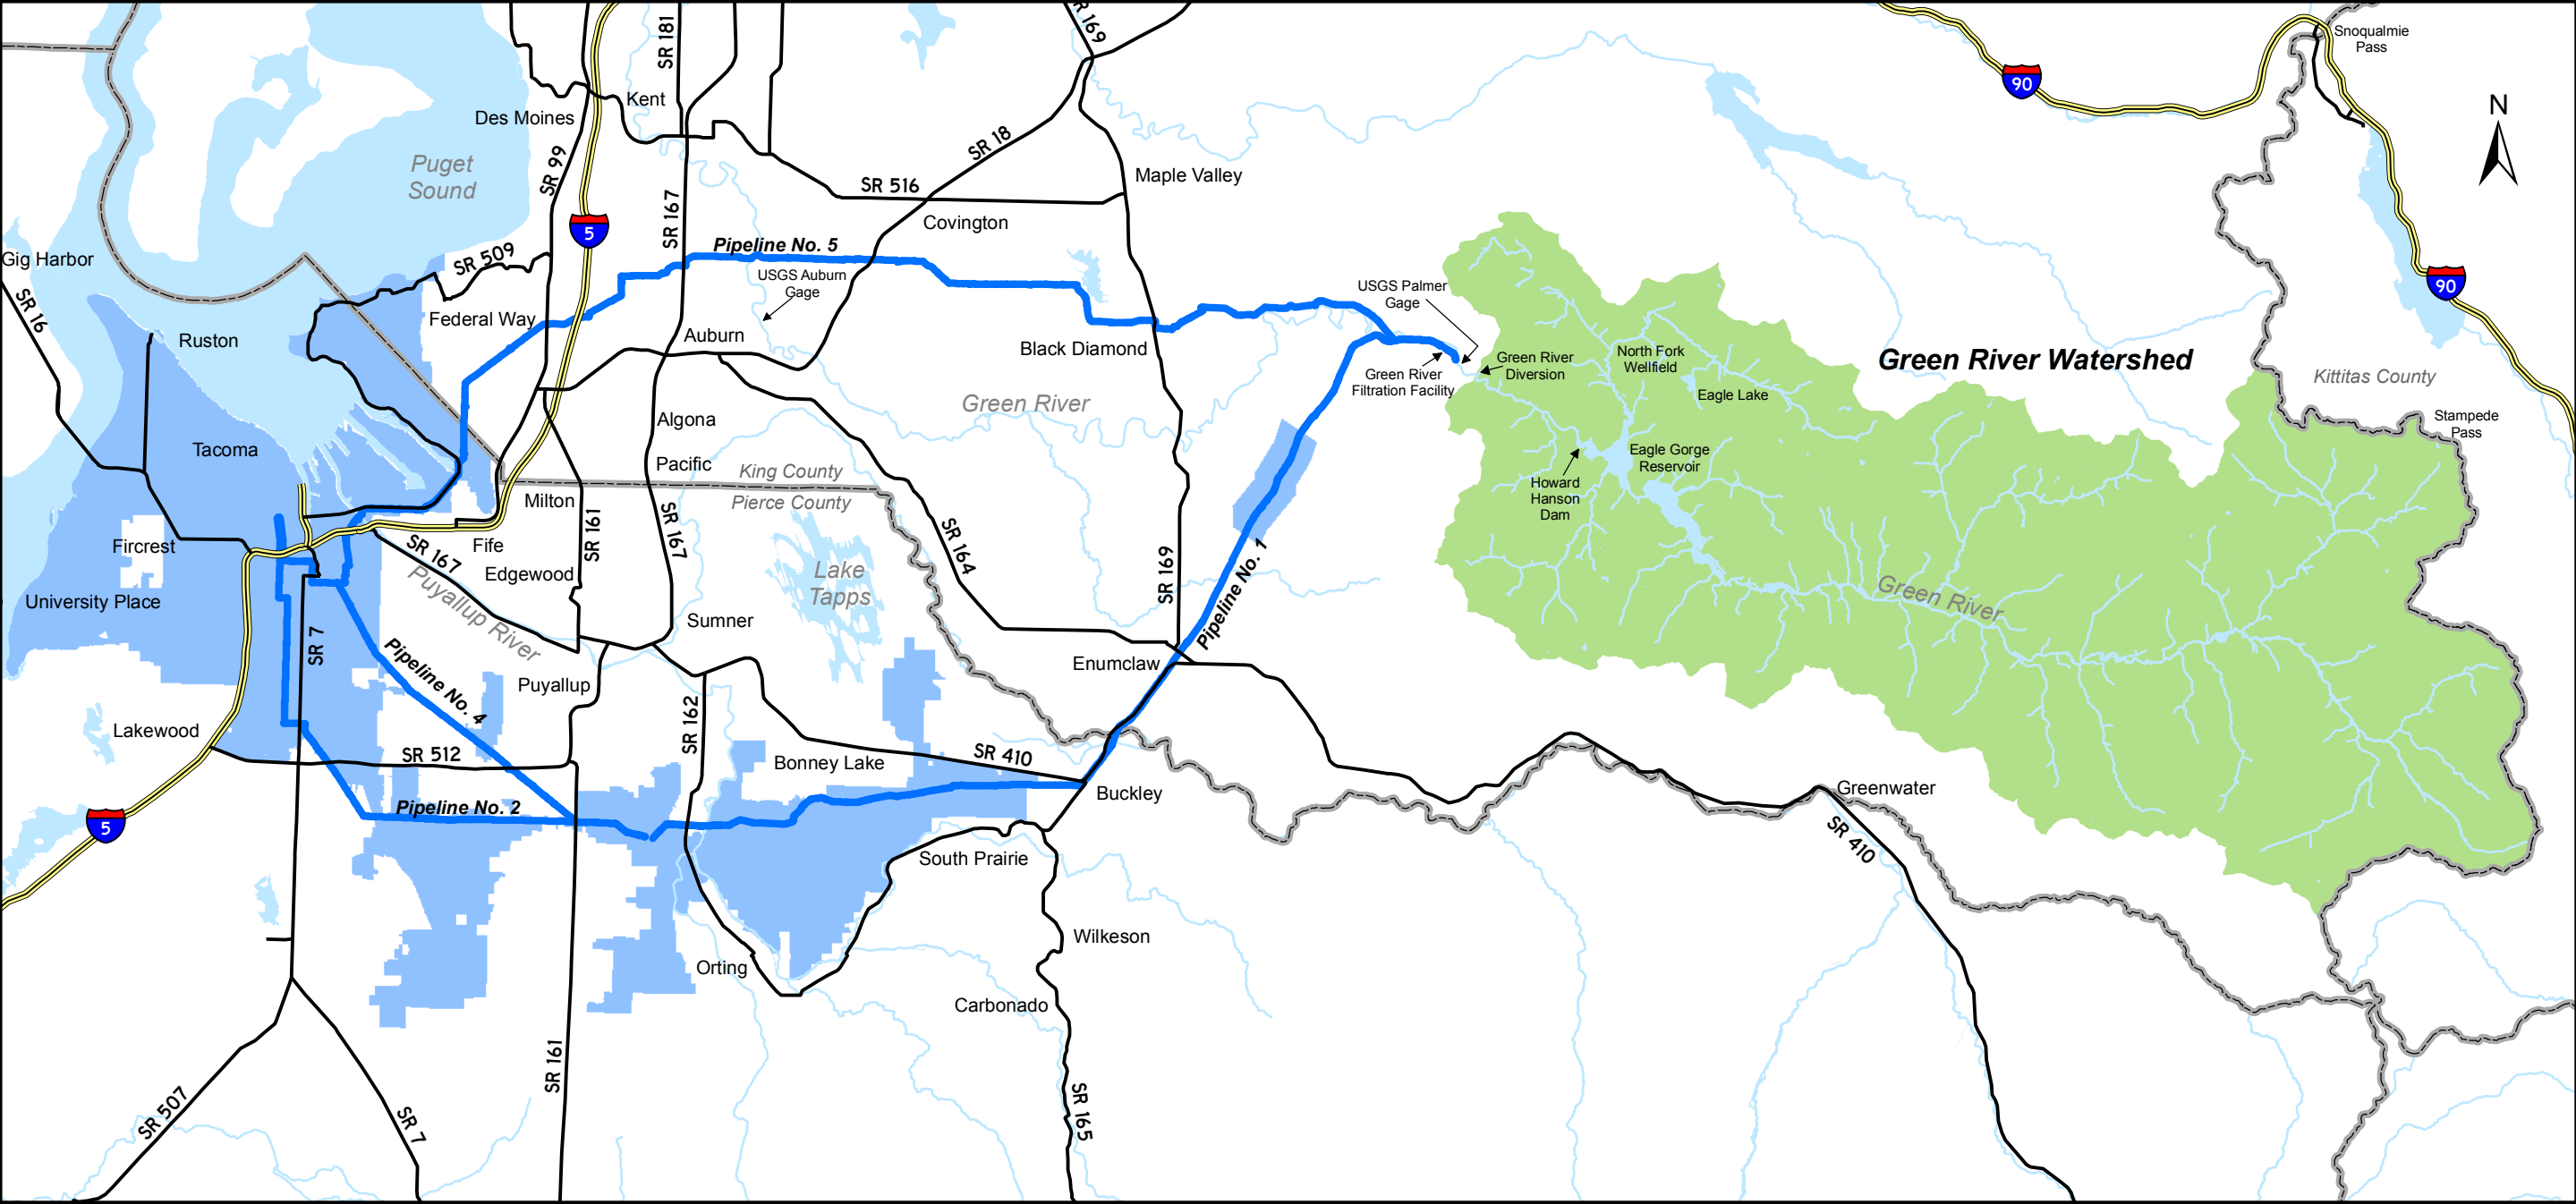 SR 169
SR 181
Snoqualmie
Pass
90
N
Kent
Des Moines
Puget
Sound
SR 99
SR 18
Maple Valley
SR 516
SR 167
Covington
5
Pipeline No. 5
SR 509
Gig Harbor
USGS Auburn
Gage
USGS Palmer
Gage
90
SR 16
Federal Way
Ruston
Auburn
Black Diamond
Green River
Filtration Facility
Green River
Diversion
North Fork
Wellfield
Eagle Lake
Green River Watershed
Kittitas County
Stampede
Pass
Algona
Green River
Tacoma
Pacific
King County
Pierce County
Eagle Gorge
Reservoir
Howard
Hanson
Dam
Milton
SR 161
SR 167
SR 164
Fircrest
SR 167
Fife
Edgewood
Lake
Tapps
SR 169
Pipeline No. 1
University Place
Puyallup River
Green River
Sumner
SR 7
Pipeline No. 4
Enumclaw
Puyallup
SR 162
Lakewood
SR 512
SR 410
Bonney Lake
Buckley
Greenwater
5
Pipeline No. 2
SR 410
South Prairie
Wilkeson
Orting
Carbonado
SR 161
SR 507
SR 7
SR 165